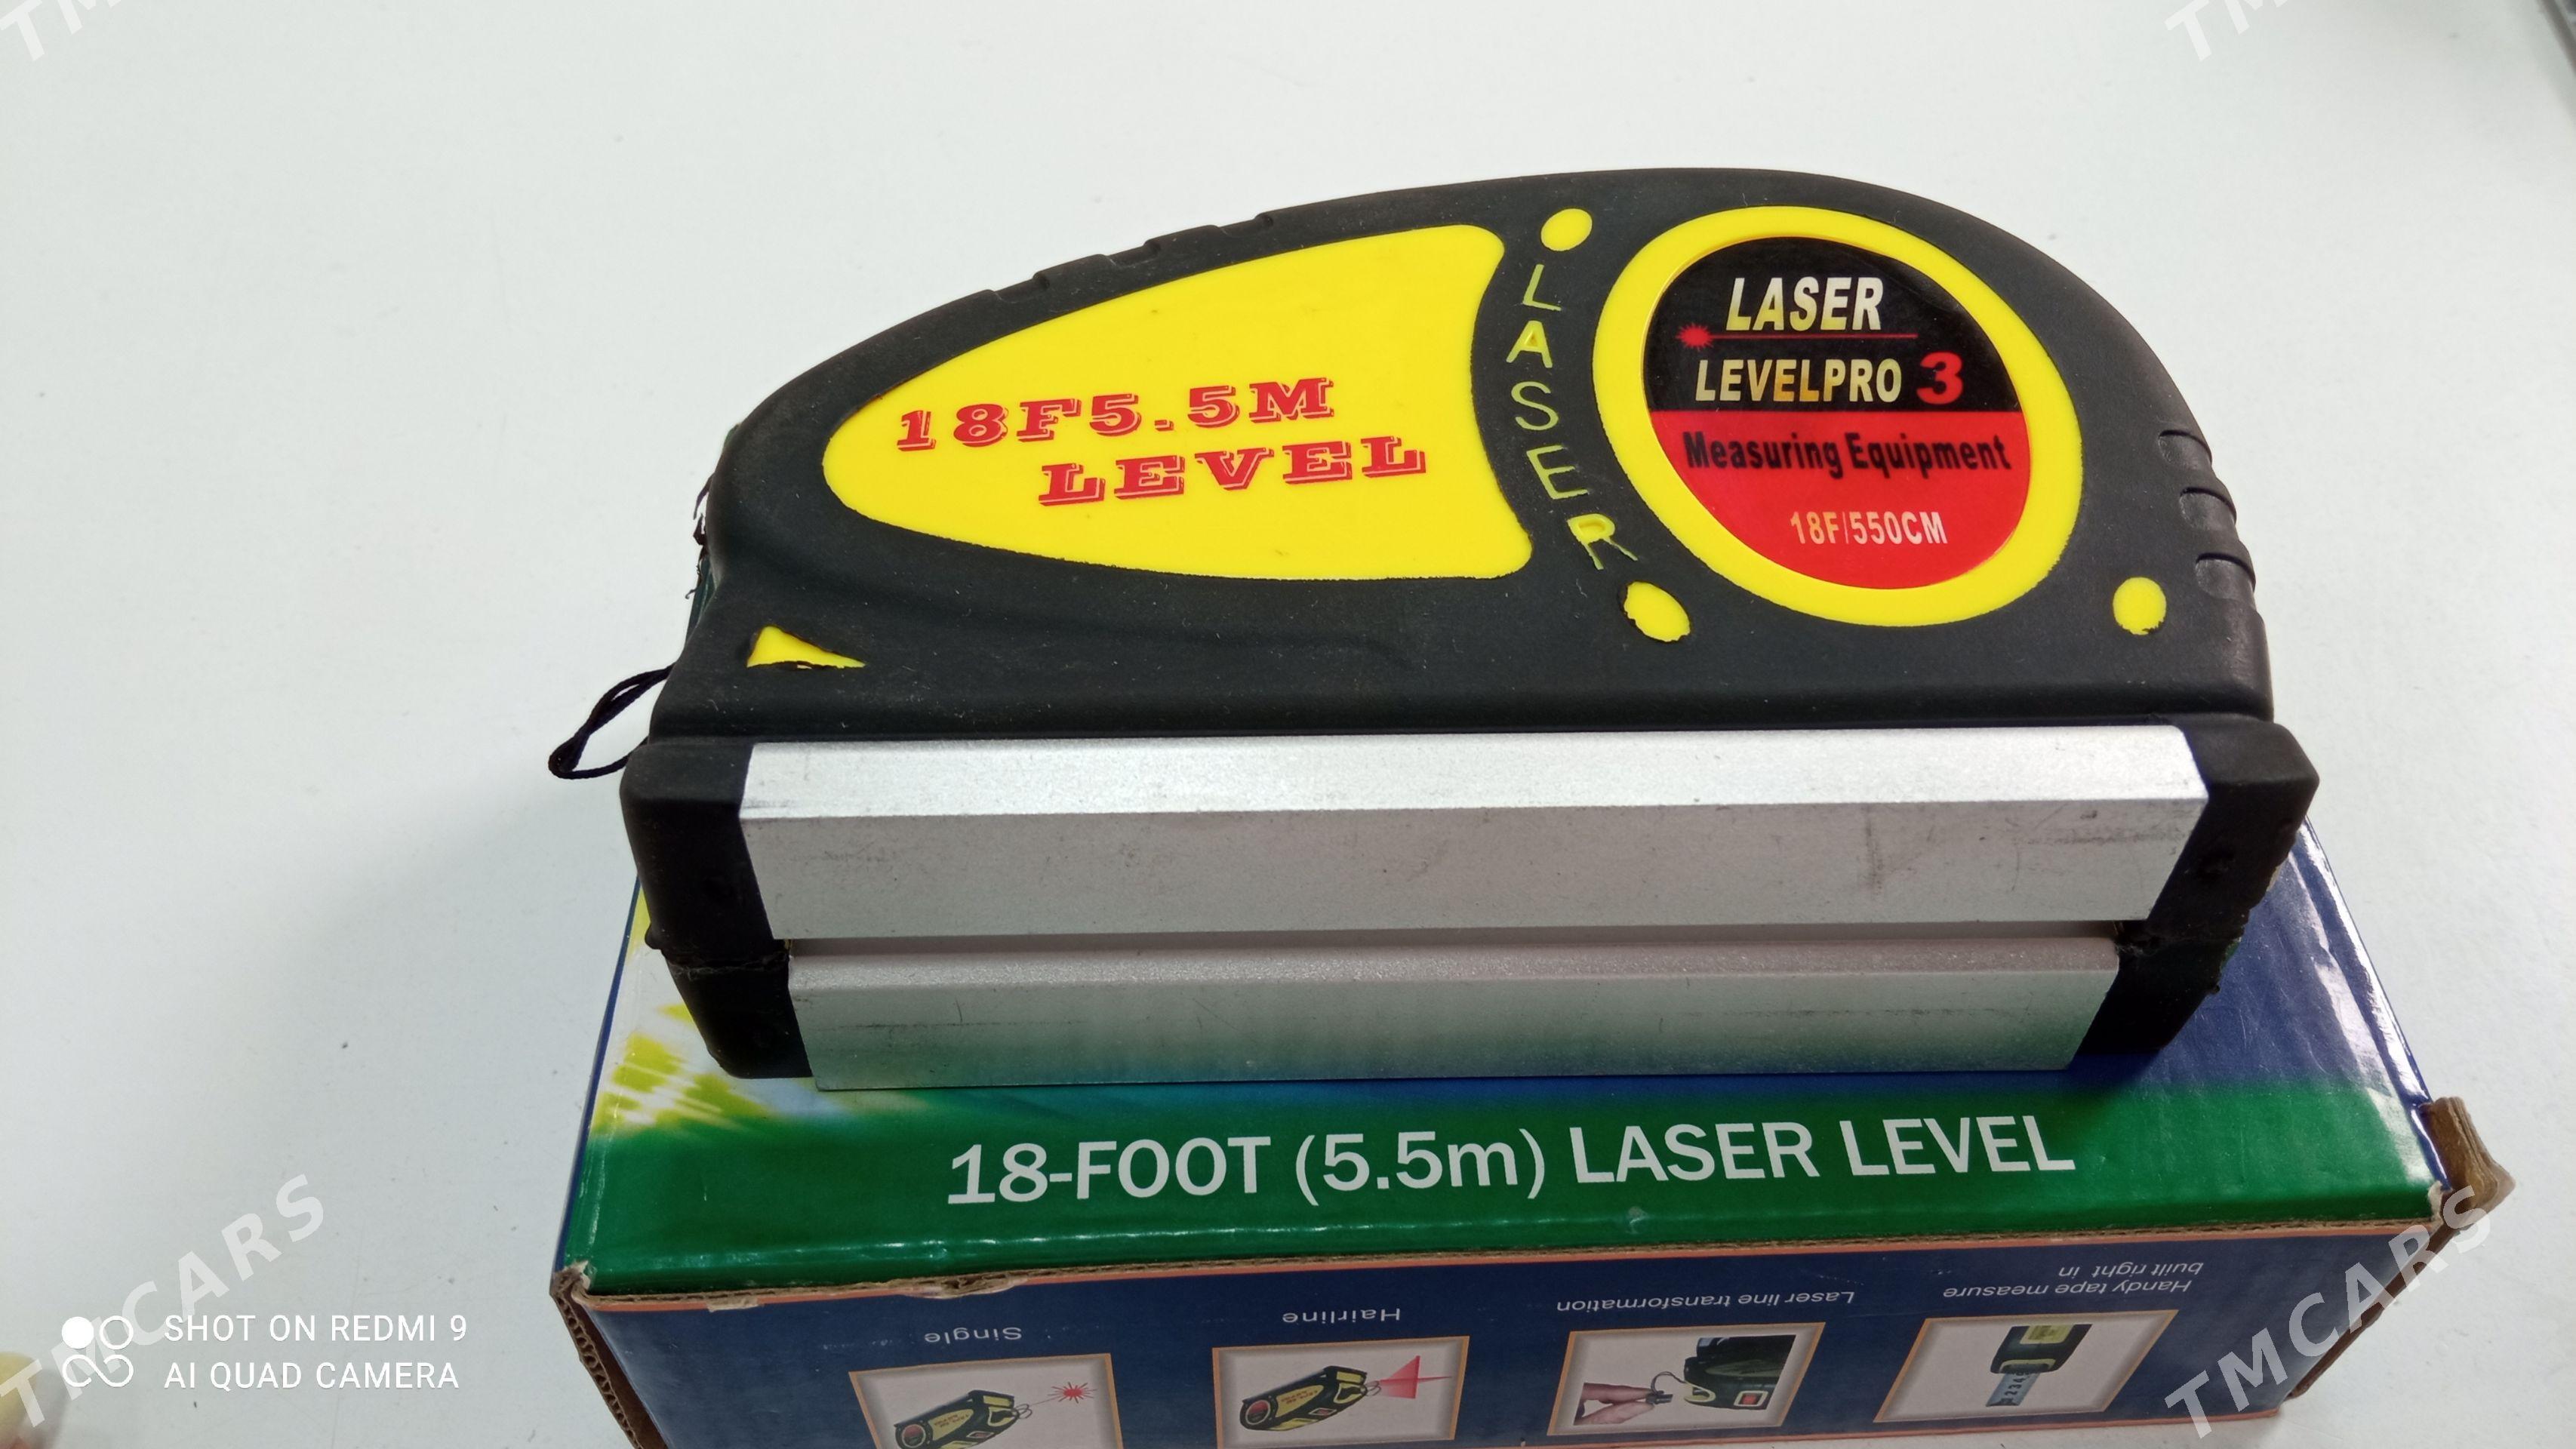 18F5.5M
LEVEL
LASER
LASER
LEVELPRO 3
Measuring Equipment
18F/550CM
18-FOOT (5.5m) LASER LEVEL
Single
Hairline
Laser line transformation
Handy tape measure
built right in
SHOT ON REDMI 9
AI QUAD CAMERA
TMCARS
TMCARS